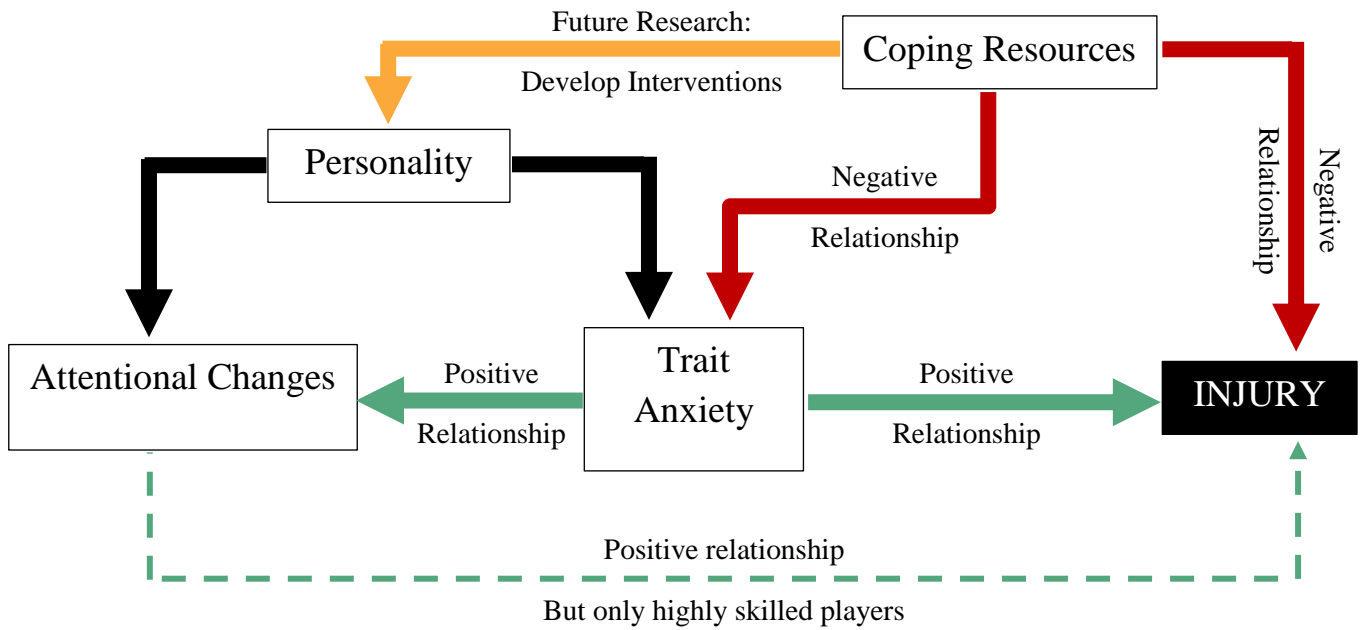 Future Research:
Coping Resources
Develop Interventions
Personality
Negative
Relationship
Negative
Relationship
Attentional Changes
Positive
Relationship
Trait
Anxiety
Positive
Relationship
INJURY
Positive relationship
But only highly skilled players